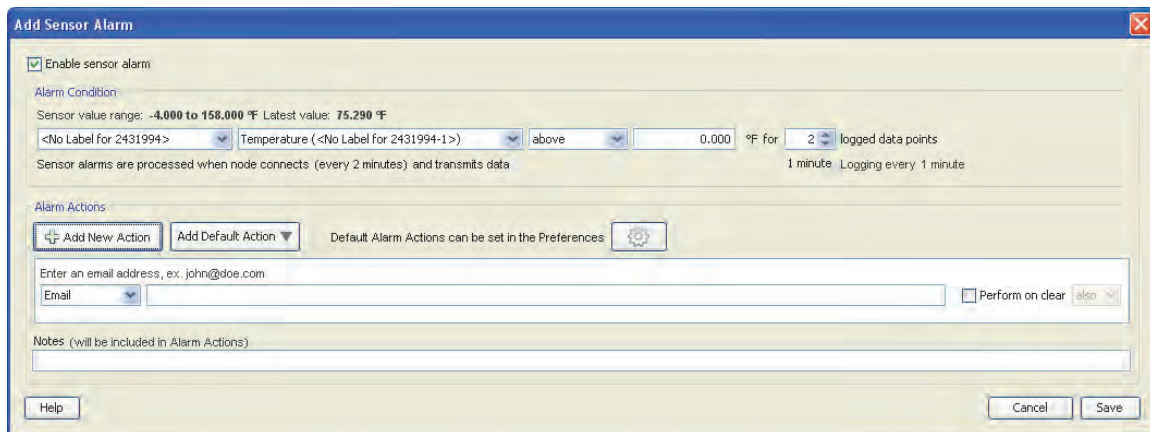 Add Sensor Alarm
Enable sensor alarm
Alarm Condition
Sensor value range: -4.000 to 158.000 °F Latest value: 75.290 °F
<No Label for 2431994> Temperature (<No Label for 2431994-1>) above 0.000 °F for 2 logged data points
Sensor alarms are processed when node connects (every 2 minutes) and transmits data 1 minute Logging every 1 minute
Alarm Actions
Add New Action Add Default Action Default Alarm Actions can be set in the Preferences
Enter an email address, ex. john@doe.com
Email Perform on clear also
Notes (will be included in Alarm Actions)
Help Cancel Save